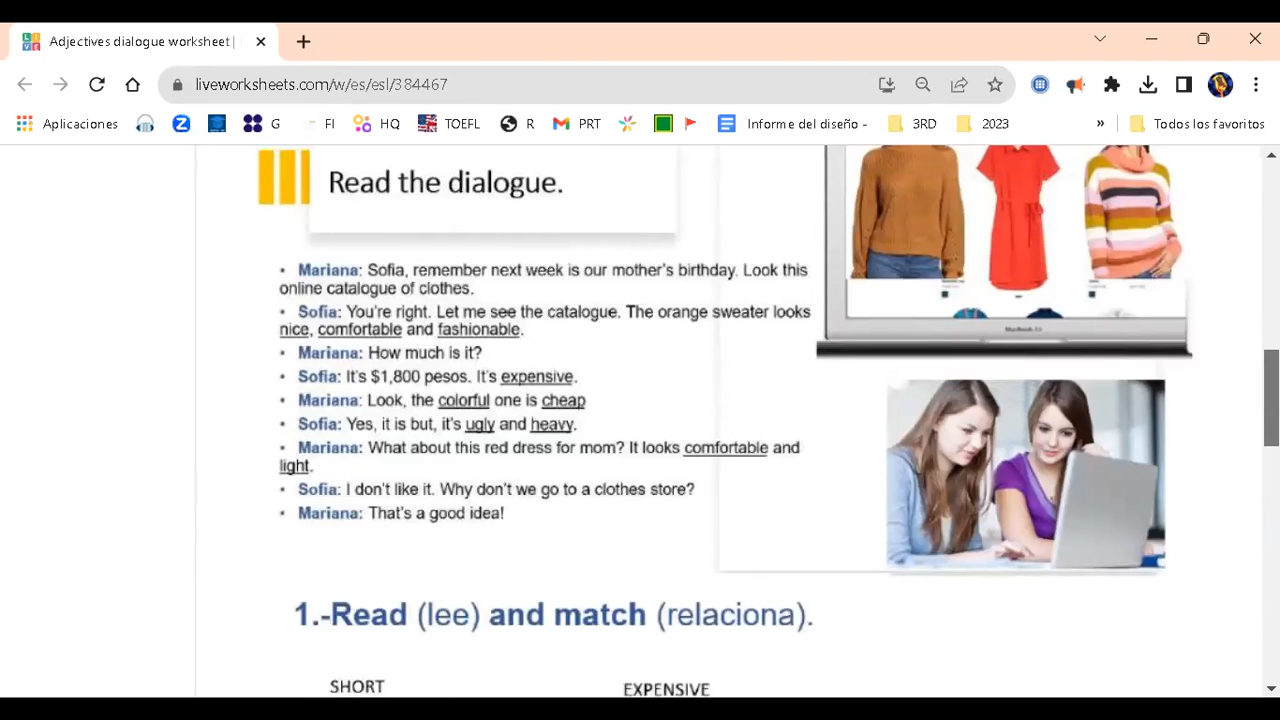 Adjectives dialogue worksheet |
liveworksheets.com/w/es/esl/384467
Aplicaciones G FI HQ TOEFL R PRT Informe del diseño - 3RD 2023 » Todos los favoritos
Read the dialogue.
• Mariana: Sofia, remember next week is our mother's birthday. Look this
online catalogue of clothes.
• Sofia: You're right. Let me see the catalogue. The orange sweater looks
nice, comfortable and fashionable.
• Mariana: How much is it?
• Sofia: It's $1,800 pesos. It's expensive.
• Mariana: Look, the colorful one is cheap
• Sofia: Yes, it is but, it's ugly and heavy.
• Mariana: What about this red dress for mom? It looks comfortable and
light.
• Sofia: I don't like it. Why don't we go to a clothes store?
• Mariana: That's a good idea!
1.-Read (lee) and match (relaciona).
SHORT EXPENSIVE